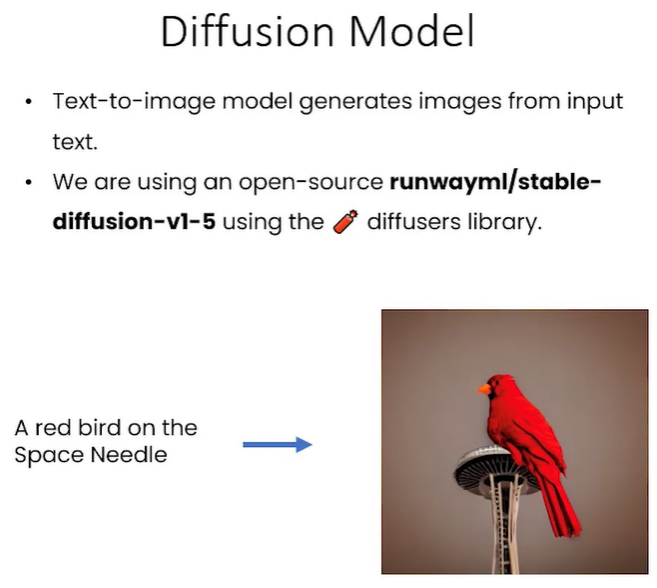 Diffusion Model
• Text-to-image model generates images from input
text.
• We are using an open-source runwayml/stable-
diffusion-v1-5 using the 🧨 diffusers library.
A red bird on the
Space Needle